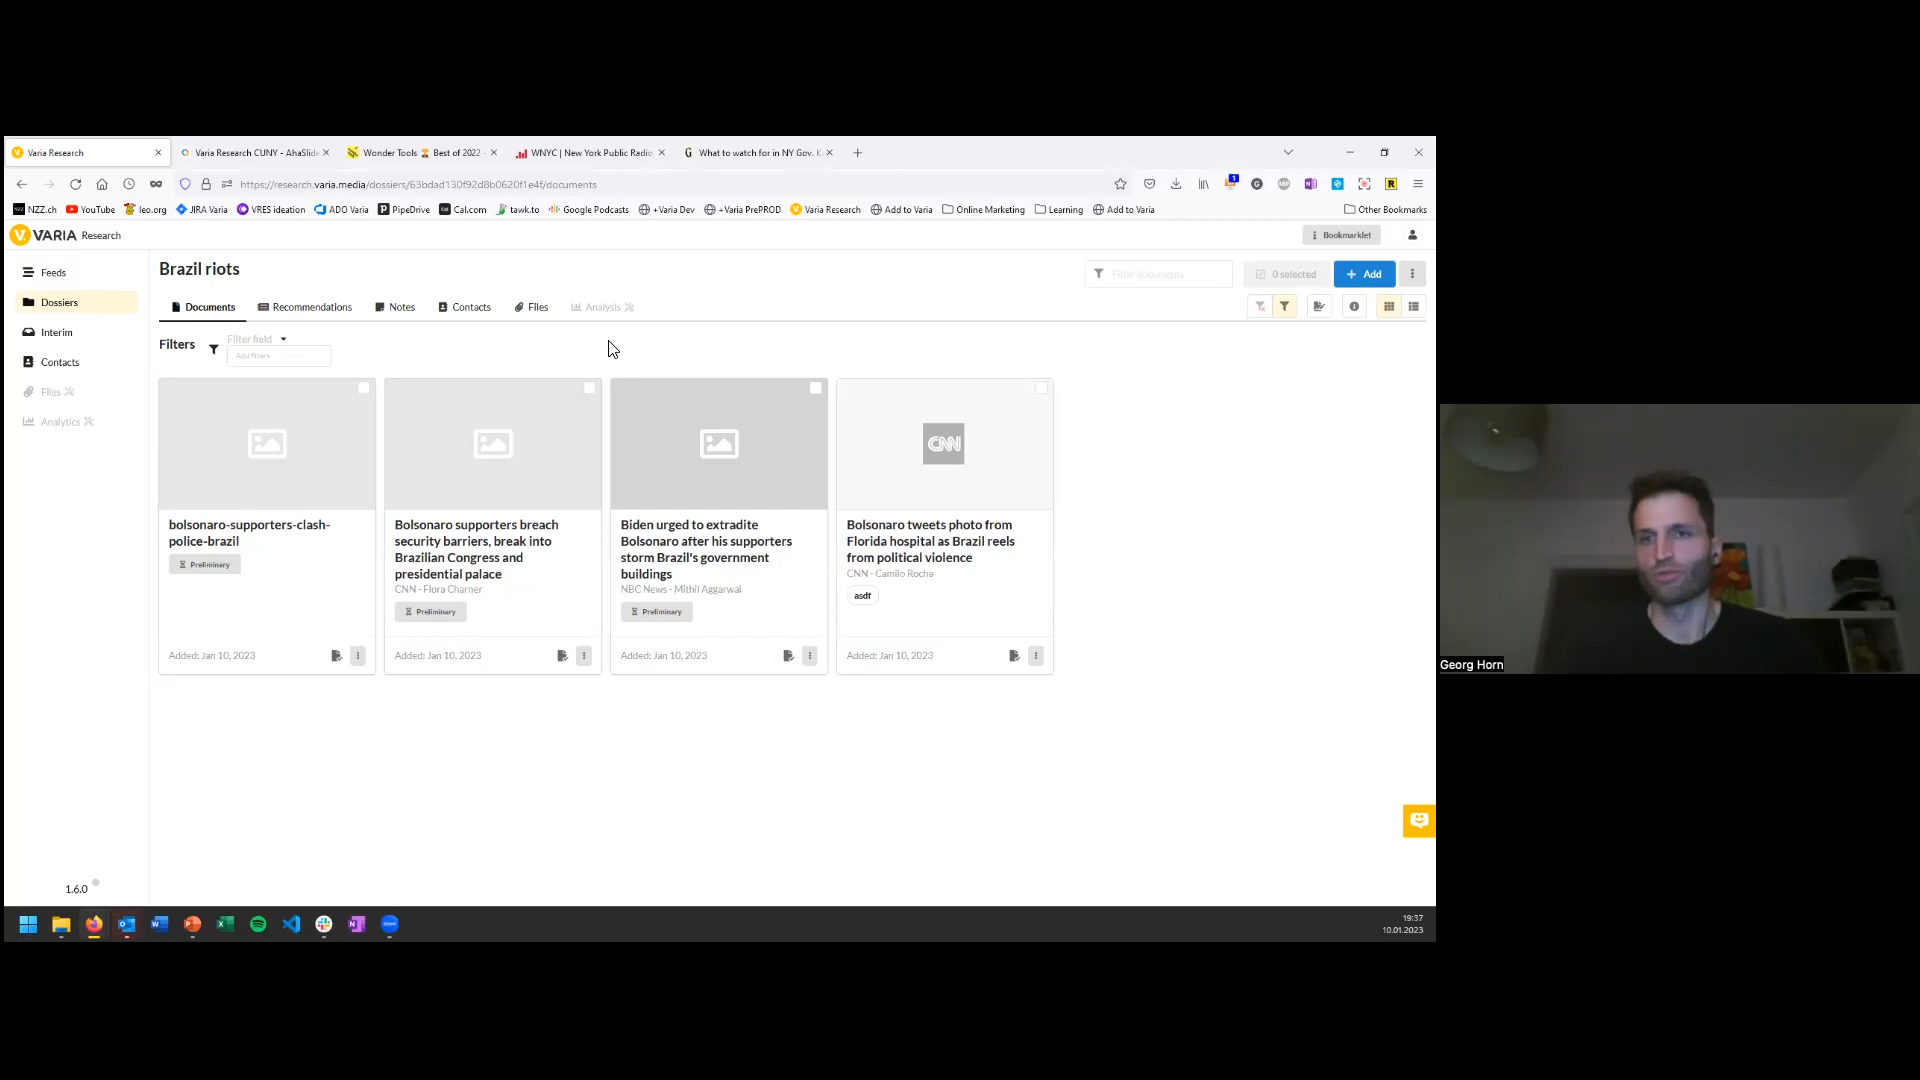 Varia Research
Varia Research CUNY - AhaSlide
Wonder Tools ⏳ Best of 2022 -
WNYC | New York Public Radio,
G What to watch for in NY Gov. K
https://research.varia.media/dossiers/63bdad130f92d8b0620f1e4f/documents
NZZ.ch YouTube leo.org JIRA Varia VRES ideation ADO Varia PipeDrive Cal.com tawk.to Google Podcasts +Varia Dev +Varia PrePROD Varia Research Add to Varia Online Marketing Learning Add to Varia Other Bookmarks
VARIA Research
Bookmarklet
Feeds
Dossiers
Interim
Contacts
Files
Analytics
1.6.0
Brazil riots
Filter documents
0 selected
+ Add
Documents Recommendations Notes Contacts Files Analysis
Filters
Filter field
Add filters
bolsonaro-supporters-clash-
police-brazil
Preliminary
Added: Jan 10, 2023
Bolsonaro supporters breach
security barriers, break into
Brazilian Congress and
presidential palace
CNN - Flora Charner
Preliminary
Added: Jan 10, 2023
Biden urged to extradite
Bolsonaro after his supporters
storm Brazil's government
buildings
NBC News - Mithil Aggarwal
Preliminary
Added: Jan 10, 2023
CNN
Bolsonaro tweets photo from
Florida hospital as Brazil reels
from political violence
CNN - Camilo Rocha
asdf
Added: Jan 10, 2023
19:37
10.01.2023
Georg Horn